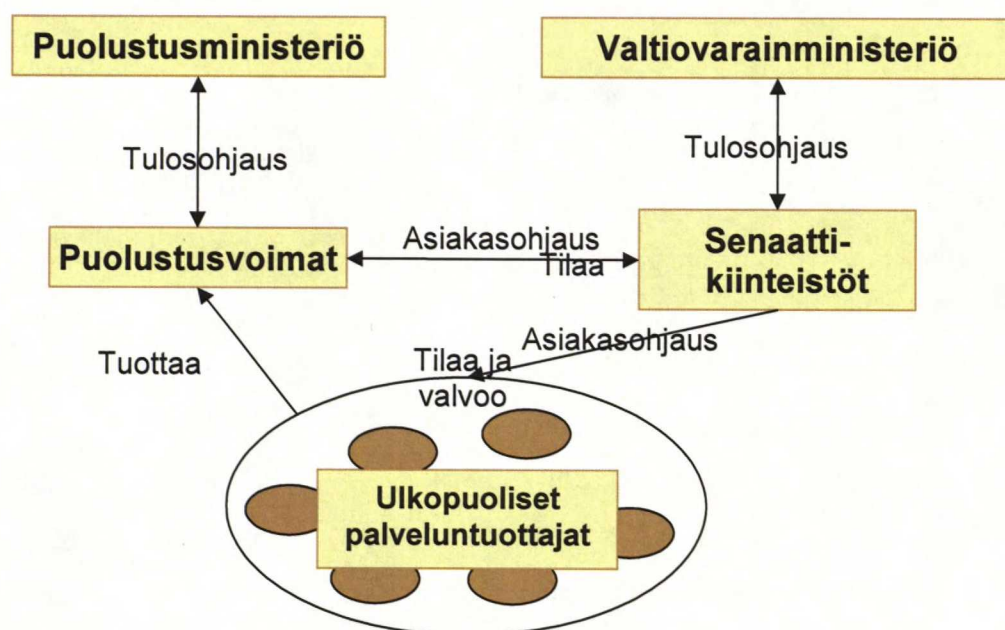 Puolustusministeriö
Valtiovarainministeriö
Tulosohjaus
Tulosohjaus
Puolustusvoimat
Asiakasohjaus
Tilaa
Senaatti-
kiinteistöt
Tuottaa
Tilaa ja
valvoo
Asiakasohjaus
Ulkopuoliset
palveluntuottajat